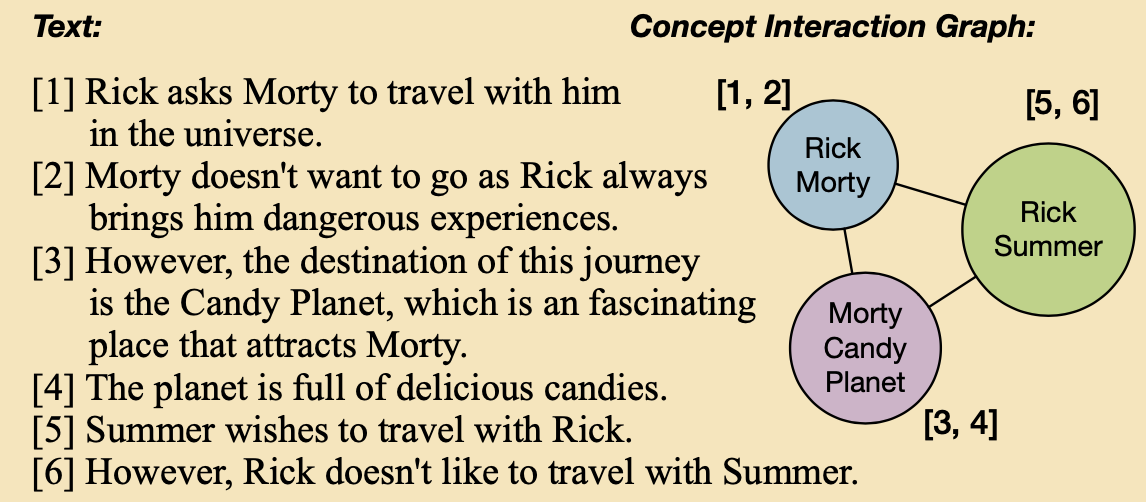 Text:
Concept Interaction Graph:
[1] Rick asks Morty to travel with him
in the universe.
[2] Morty doesn't want to go as Rick always
brings him dangerous experiences.
[3] However, the destination of this journey
is the Candy Planet, which is an fascinating
place that attracts Morty.
[4] The planet is full of delicious candies.
[5] Summer wishes to travel with Rick.
[6] However, Rick doesn't like to travel with Summer.
[1, 2]
Rick
Morty
[5, 6]
Rick
Summer
Morty
Candy
Planet
[3, 4]